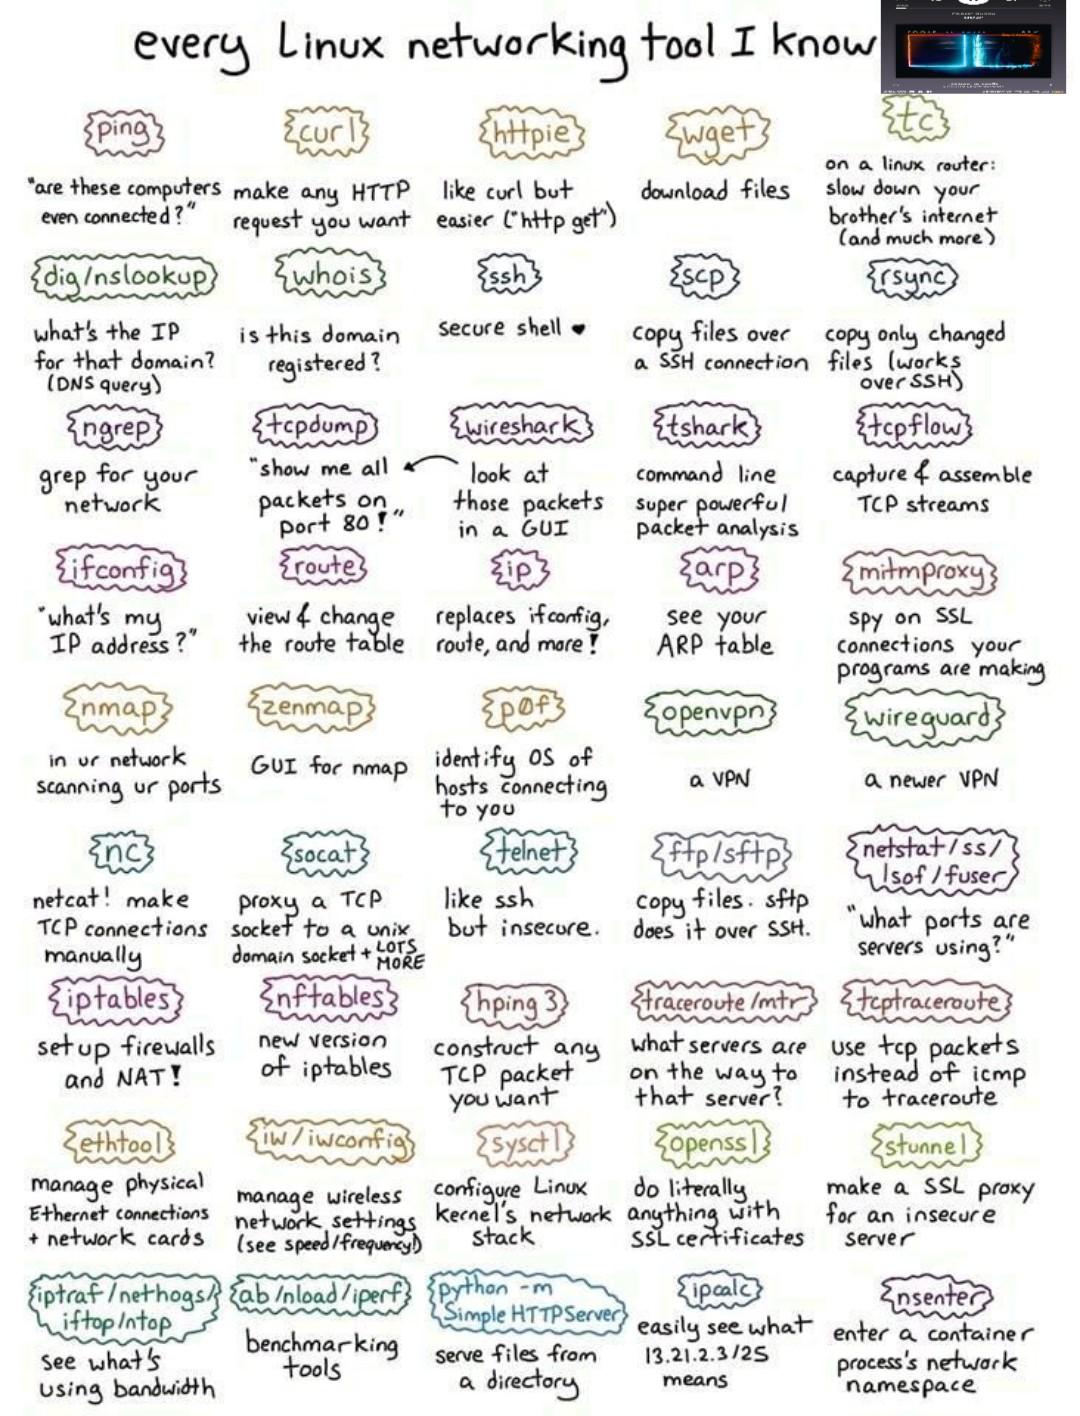 every Linux networking tool I know
ping
"are these computers
even connected?"
curl
make any HTTP
request you want
httpie
like curl but
easier ("http get")
wget
download files
tc
on a linux router:
slow down your
brother's internet
(and much more)
dig/nslookup
what's the IP
for that domain?
(DNS query)
whois
is this domain
registered?
ssh
secure shell ♥
scp
copy files over
a SSH connection
rsync
copy only changed
files (works
over SSH)
ngrep
grep for your
network
tcpdump
"show me all
packets on
port 80!"
wireshark
look at
those packets
in a GUI
tshark
command line
super powerful
packet analysis
tcpflow
capture & assemble
TCP streams
ifconfig
"what's my
IP address?"
route
view & change
the route table
ip
replaces ifconfig,
route, and more!
arp
see your
ARP table
mitmproxy
spy on SSL
connections your
programs are making
nmap
in ur network
scanning ur ports
zenmap
GUI for nmap
p0f
identify OS of
hosts connecting
to you
openvpn
a VPN
wireguard
a newer VPN
nc
netcat! make
TCP connections
manually
socat
proxy a TCP
socket to a unix
domain socket + LOTS
MORE
telnet
like ssh
but insecure.
ftp/sftp
copy files. sftp
does it over SSH.
netstat/ss/
lsof/fuser
"what ports are
servers using?"
iptables
set up firewalls
and NAT!
nftables
new version
of iptables
hping3
construct any
TCP packet
you want
traceroute/mtr
what servers are
on the way to
that server?
tcptraceroute
use tcp packets
instead of icmp
to traceroute
ethtool
manage physical
Ethernet connections
+ network cards
iw/iwconfig
manage wireless
network settings
(see speed/frequency!)
sysctl
configure Linux
kernel's network
stack
openssl
do literally
anything with
SSL certificates
stunnel
make a SSL proxy
for an insecure
server
iptraf/nethogs/
iftop/ntop
see what's
using bandwidth
ab/nload/iperf
benchmarking
tools
python -m
SimpleHTTPServer
serve files from
a directory
ipcalc
easily see what
13.21.2.3/25
means
nsenter
enter a container
process's network
namespace